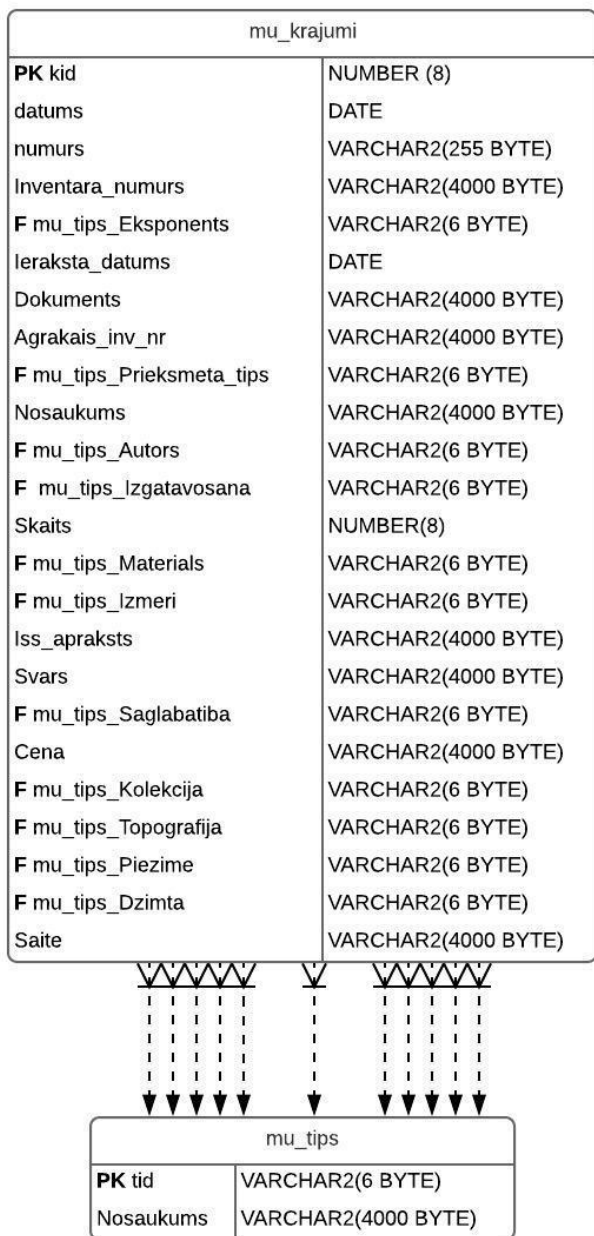 mu_krajumi
PK kid NUMBER (8)
datums DATE
numurs VARCHAR2(255 BYTE)
Inventara_numurs VARCHAR2(4000 BYTE)
F mu_tips_Eksponents VARCHAR2(6 BYTE)
Ieraksta_datums DATE
Dokuments VARCHAR2(4000 BYTE)
Agrakais_inv_nr VARCHAR2(4000 BYTE)
F mu_tips_Prieksmeta_tips VARCHAR2(6 BYTE)
Nosaukums VARCHAR2(4000 BYTE)
F mu_tips_Autors VARCHAR2(6 BYTE)
F mu_tips_Izgatavosana VARCHAR2(6 BYTE)
Skaits NUMBER(8)
F mu_tips_Materials VARCHAR2(6 BYTE)
F mu_tips_Izmeri VARCHAR2(6 BYTE)
Iss_apraksts VARCHAR2(4000 BYTE)
Svars VARCHAR2(4000 BYTE)
F mu_tips_Saglabatiba VARCHAR2(6 BYTE)
Cena VARCHAR2(4000 BYTE)
F mu_tips_Kolekcija VARCHAR2(6 BYTE)
F mu_tips_Topografija VARCHAR2(6 BYTE)
F mu_tips_Piezime VARCHAR2(6 BYTE)
F mu_tips_Dzimta VARCHAR2(6 BYTE)
Saite VARCHAR2(4000 BYTE)
mu_tips
PK tid VARCHAR2(6 BYTE)
Nosaukums VARCHAR2(4000 BYTE)